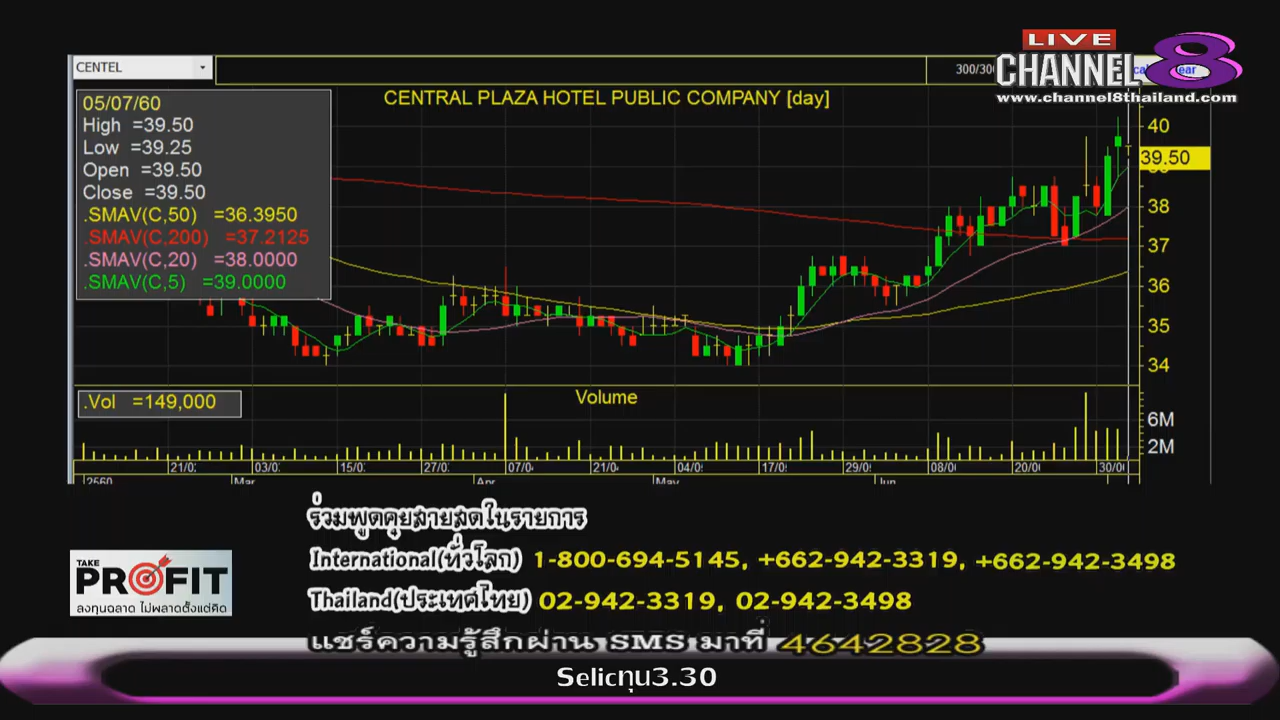 LIVE
CHANNEL 8
www.channel8thailand.com
CENTEL
300/300
CENTRAL PLAZA HOTEL PUBLIC COMPANY [day]
05/07/60
High =39.50
Low =39.25
Open =39.50
Close =39.50
.SMAV(C,50) =36.3950
.SMAV(C,200) =37.2125
.SMAV(C,20) =38.0000
.SMAV(C,5) =39.0000
40
39.50
38
37
36
35
34
.Vol =149,000
Volume
6M
2M
21/0
03/0
15/0
27/0
07/0
21/0
04/0
17/0
29/0
08/0
20/0
30/0
2560
Mar
Apr
May
Jun
ร่วมพูดคุยสายสดในรายการ
International(ทั่วโลก) 1-800-694-5145, +662-942-3319, +662-942-3498
Thailand(ประเทศไทย) 02-942-3319, 02-942-3498
แชร์ความรู้สึกผ่าน SMS มาที่ 4642828
TAKE
PROFIT
ลงทุนฉลาด ไม่พลาดตั้งแต่คิด
Selicทุน3.30